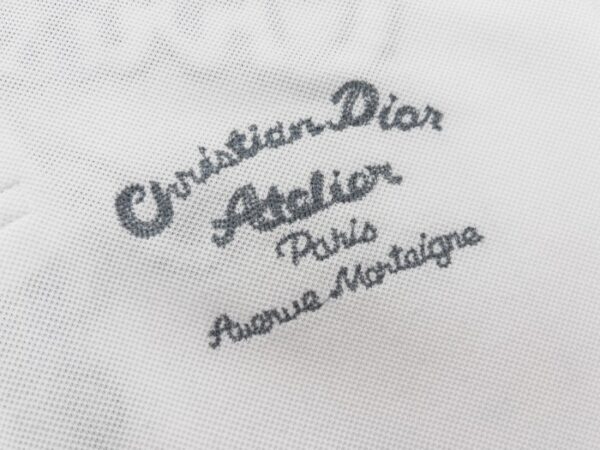 Christian Dior
Atelier
Paris
Avenue Montaigne